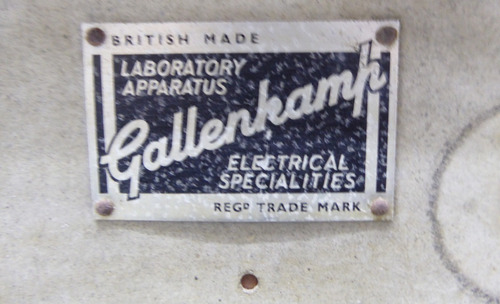 BRITISH MADE
LABORATORY
APPARATUS
Gallenkamp
ELECTRICAL
SPECIALITIES
REGD TRADE MARK